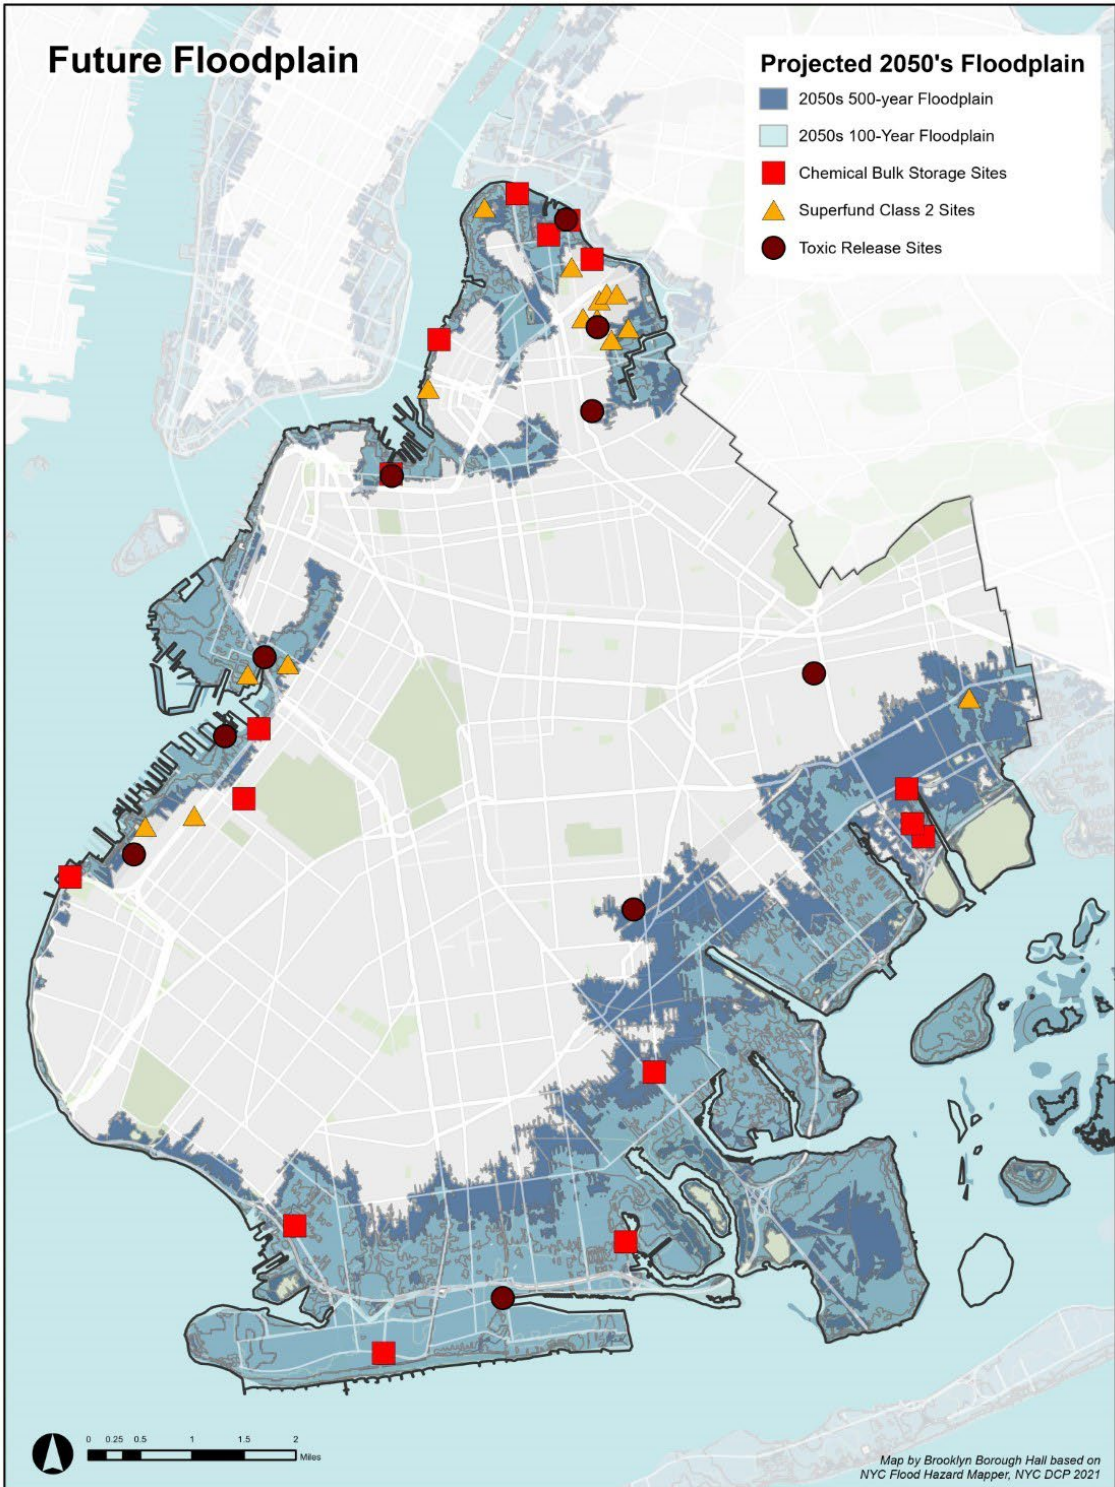 Future Floodplain
Projected 2050's Floodplain
2050s 500-year Floodplain
2050s 100-Year Floodplain
Chemical Bulk Storage Sites
Superfund Class 2 Sites
Toxic Release Sites
0 0.25 0.5 1 1.5 2
Miles
Map by Brooklyn Borough Hall based on
NYC Flood Hazard Mapper, NYC DCP 2021